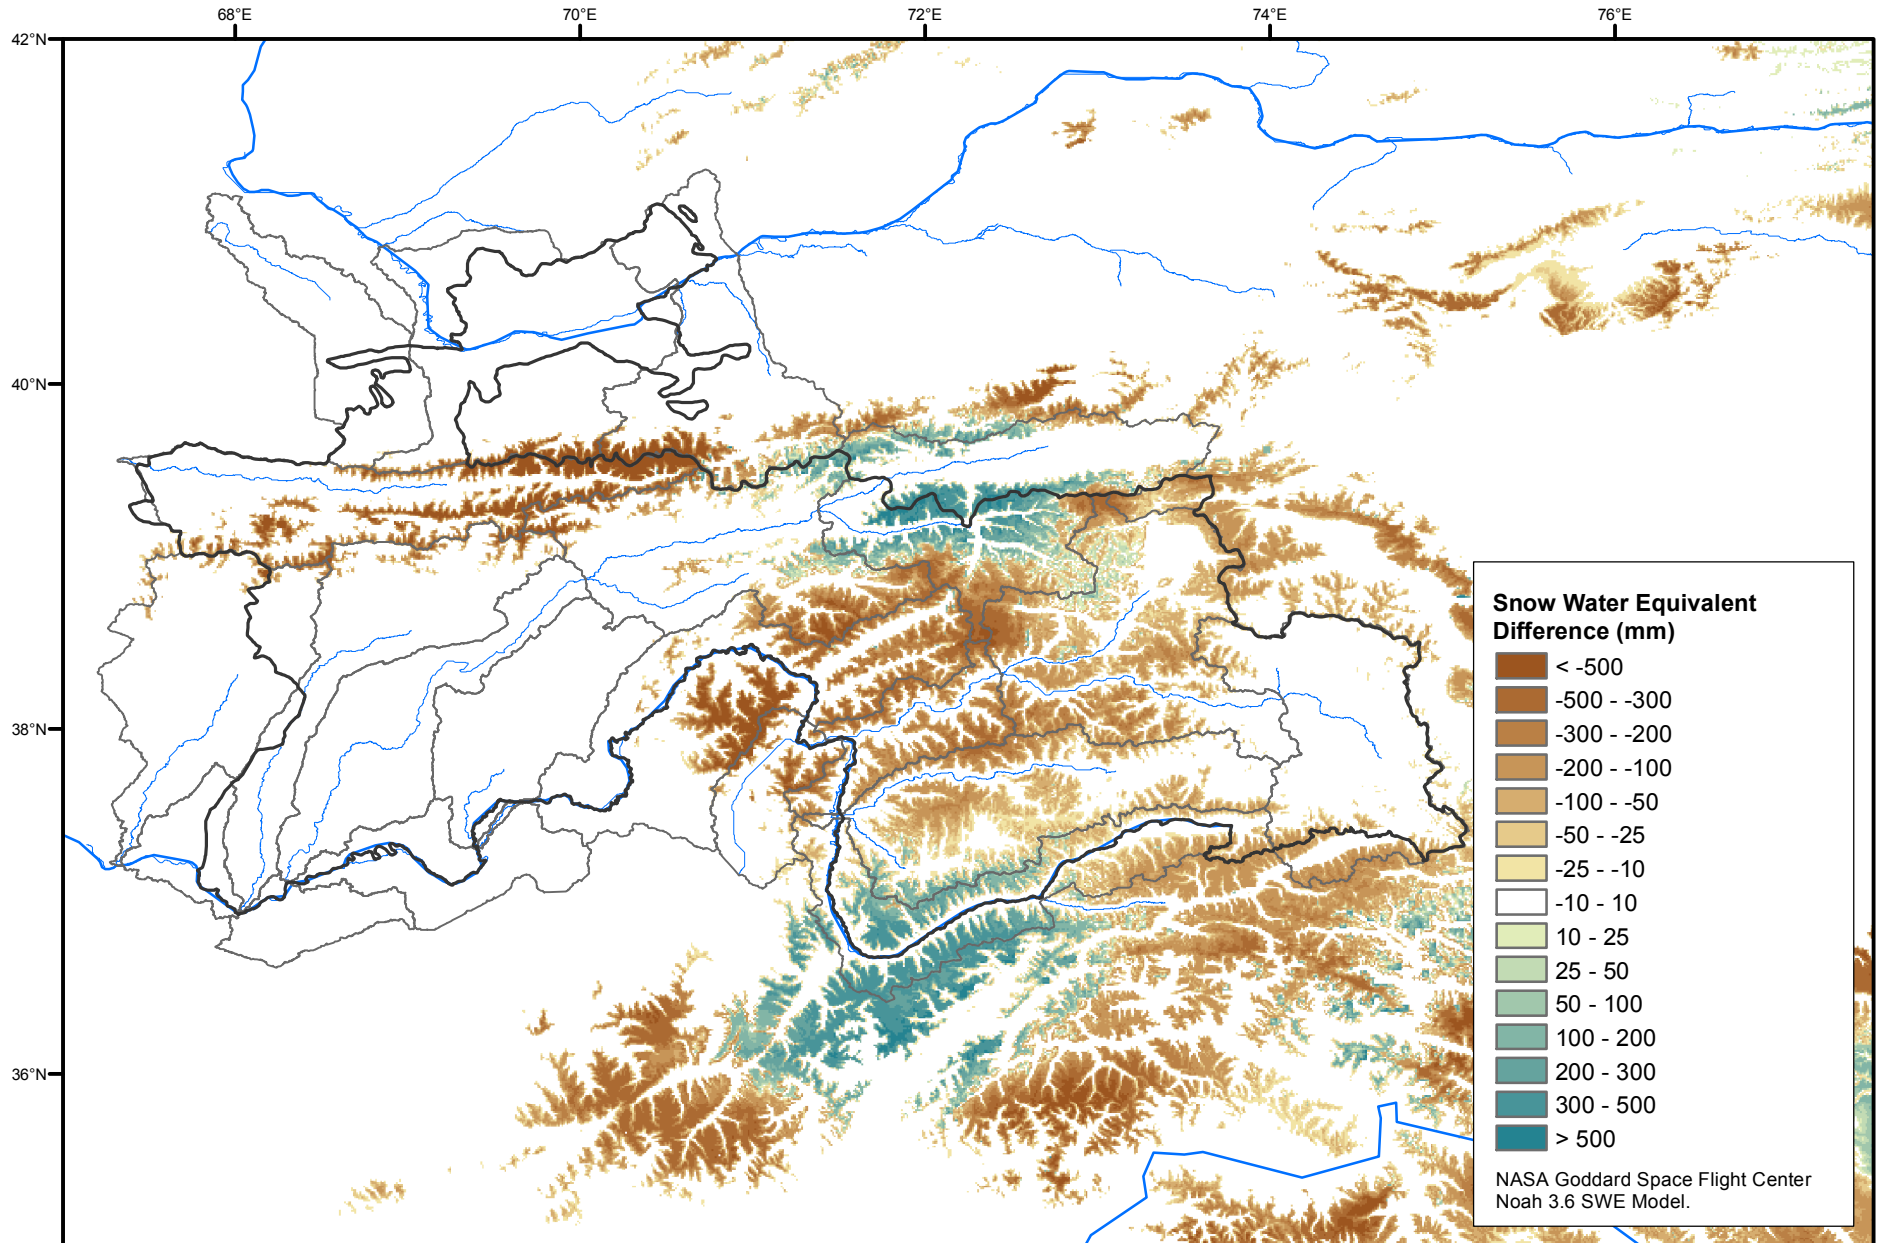 68°E 70°E 72°E 74°E 76°E
42°N
40°N
38°N
36°N
Snow Water Equivalent
Difference (mm)
< -500
-500 - -300
-300 - -200
-200 - -100
-100 - -50
-50 - -25
-25 - -10
-10 - 10
10 - 25
25 - 50
50 - 100
100 - 200
200 - 300
300 - 500
> 500
NASA Goddard Space Flight Center
Noah 3.6 SWE Model.